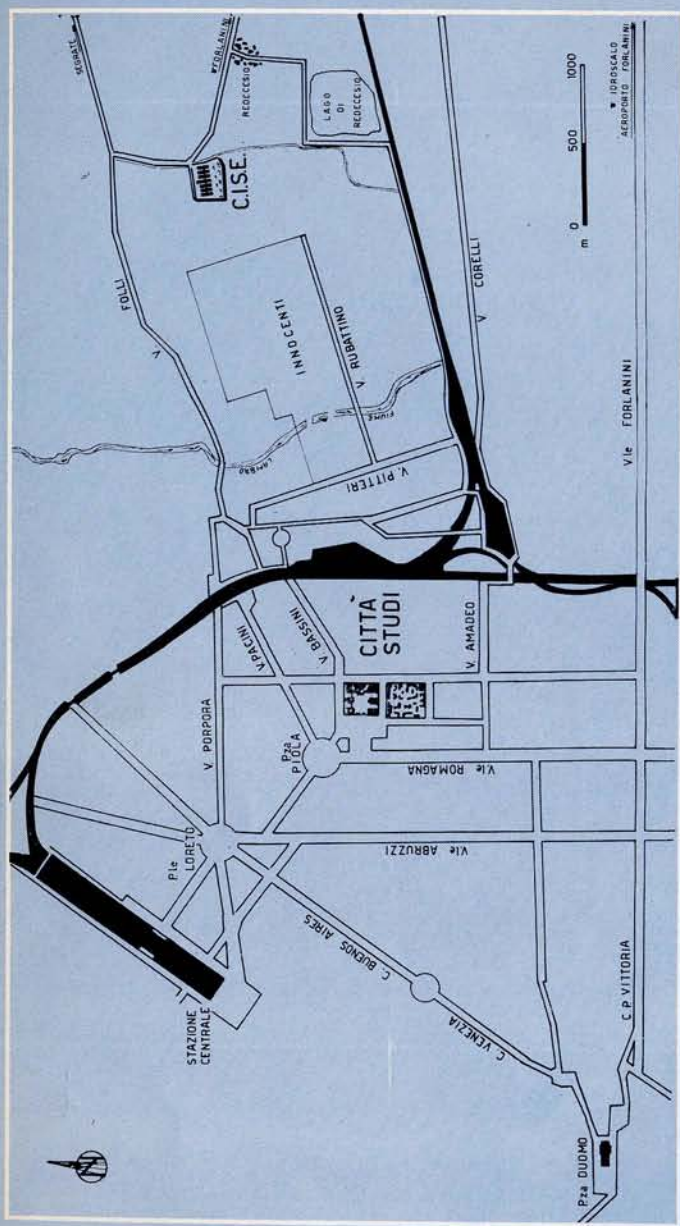 SEGRATE
FORLANINI
REDECESIO
LAGO
DI
REDECESIO
C.I.S.E.
V. FOLLI
INNOCENTI
V. RUBATTINO
FIUME
LAMBRO
V. PITTERI
V. CORELLI
m 0 500 1000
IDROSCALO
AEROPORTO FORLANINI
V.le FORLANINI
V. PORPORA
V. PACINI
V. BASSINI
CITTÀ
STUDI
V. AMADEO
Pza
PIOLA
V.le ROMAGNA
P.le
LORETO
V.le ABRUZZI
STAZIONE
CENTRALE
C. BUENOS AIRES
C. VENEZIA
C.P. VITTORIA
Pza DUOMO
N